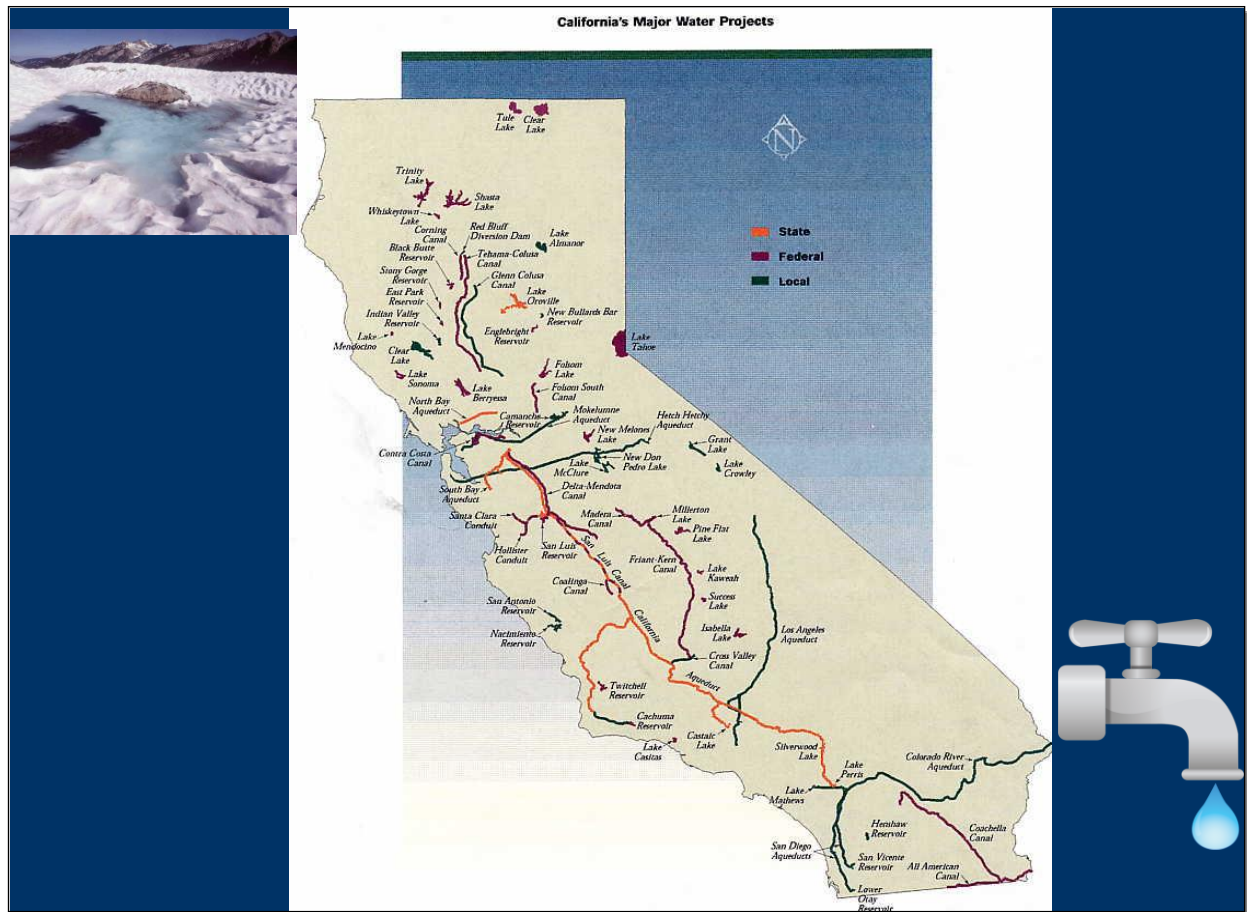 California's Major Water Projects
Tule
Lake
Clear
Lake
Trinity
Lake
Shasta
Lake
Whiskeytown
Lake
Corning
Canal
Red Bluff
Diversion Dam
Lake
Almanor
Black Butte
Reservoir
Tehama-Colusa
Canal
Stony Gorge
Reservoir
Glenn Colusa
Canal
East Park
Reservoir
Lake
Oroville
Indian Valley
Reservoir
New Bullards Bar
Reservoir
Englebright
Reservoir
Lake
Mendocino
Clear
Lake
Lake
Tahoe
State
Federal
Local
Lake
Sonoma
Lake
Berryessa
Folsom
Lake
Folsom South
Canal
North Bay
Aqueduct
Camanche
Reservoir
Mokelumne
Aqueduct
Hetch Hetchy
Aqueduct
New Melones
Lake
Grant
Lake
Contra Costa
Canal
Lake
McClure
New Don
Pedro Lake
Lake
Crowley
South Bay
Aqueduct
Delta-Mendota
Canal
Santa Clara
Conduit
Madera
Canal
Millerton
Lake
Pine Flat
Lake
Hollister
Conduit
San Luis
Reservoir
San Luis Canal
Friant-Kern
Canal
Lake
Kaweah
Coalinga
Canal
Success
Lake
San Antonio
Reservoir
Nacimiento
Reservoir
California
Aqueduct
Isabella
Lake
Los Angeles
Aqueduct
Cross Valley
Canal
Twitchell
Reservoir
Cachuma
Reservoir
Castaic
Lake
Lake
Casitas
Silverwood
Lake
Lake
Perris
Colorado River
Aqueduct
Lake
Mathews
Henshaw
Reservoir
Coachella
Canal
San Diego
Aqueducts
San Vicente
Reservoir
All American
Canal
Lower
Otay
Reservoir
N